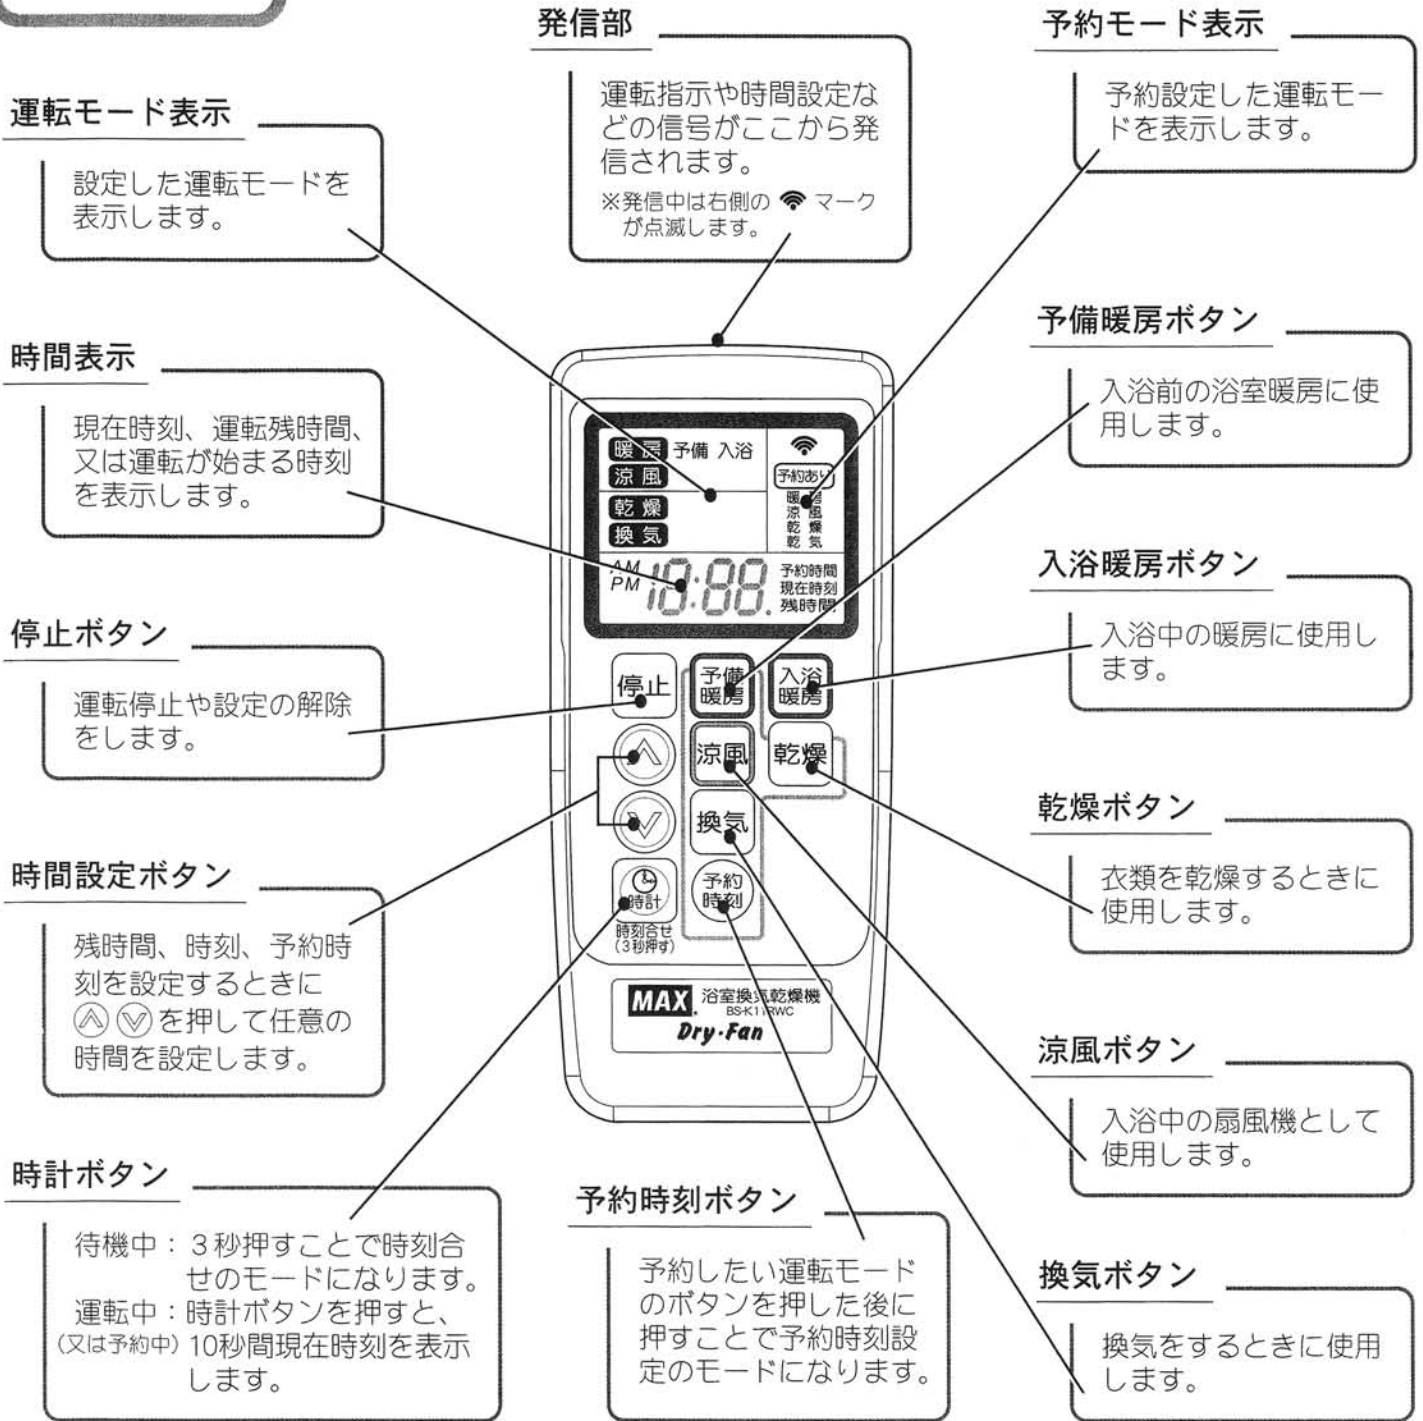 発信部
運転指示や時間設定な
どの信号がここから発
信されます。
※発信中は右側の マーク
が点滅します。
予約モード表示
予約設定した運転モー
ドを表示します。
運転モード表示
設定した運転モードを
表示します。
時間表示
現在時刻、運転残時間、
又は運転が始まる時刻
を表示します。
停止ボタン
運転停止や設定の解除
をします。
時間設定ボタン
残時間、時刻、予約時
刻を設定するときに
を押して任意の
時間を設定します。
時計ボタン
待機中：3秒押すことで時刻合
せのモードになります。
運転中：時計ボタンを押すと、
(又は予約中) 10秒間現在時刻を表示
します。
暖房 予備 入浴
涼風
乾燥
換気
予約あり
暖房
涼風
乾燥
乾気
AM
PM
18:88.
予約時間
現在時刻
残時間
停止
予備
暖房
入浴
暖房
涼風
乾燥
換気
時計
時刻合せ
(3秒押す)
予約
時刻
MAX. 浴室換気乾燥機
BS-K11RWC
Dry・Fan
予約時刻ボタン
予約したい運転モード
のボタンを押した後に
押すことで予約時刻設
定のモードになります。
予備暖房ボタン
入浴前の浴室暖房に使
用します。
入浴暖房ボタン
入浴中の暖房に使用し
ます。
乾燥ボタン
衣類を乾燥するときに
使用します。
涼風ボタン
入浴中の扇風機として
使用します。
換気ボタン
換気をするときに使用
します。